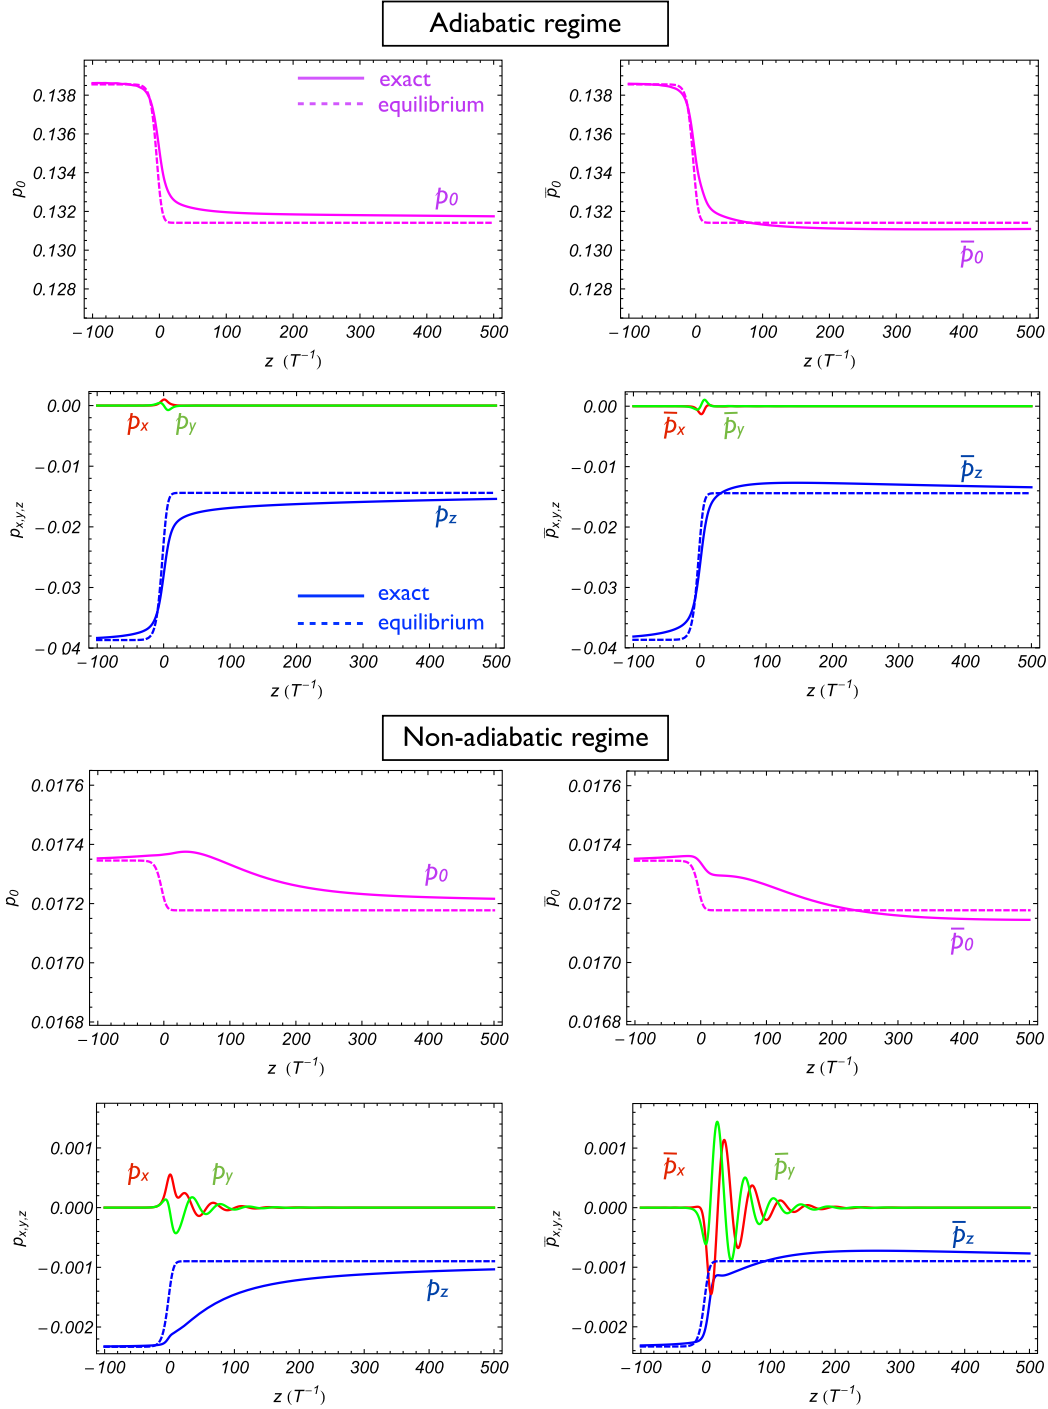 Adiabatic regime
exact
equilibrium
p0
p̅0
0.138
0.136
0.134
0.132
0.130
0.128
0.138
0.136
0.134
0.132
0.130
0.128
p0
p̅0
−100 0 100 200 300 400 500
−100 0 100 200 300 400 500
z (T⁻¹)
z (T⁻¹)
px py
p̅x p̅y
pz
p̅z
px,y,z
p̅x,y,z
0.00
−0.01
−0.02
−0.03
−0.04
0.00
−0.01
−0.02
−0.03
−0.04
exact
equilibrium
−100 0 100 200 300 400 500
−100 0 100 200 300 400 500
z (T⁻¹)
z (T⁻¹)
Non-adiabatic regime
p0
p̅0
0.0176
0.0174
0.0172
0.0170
0.0168
0.0176
0.0174
0.0172
0.0170
0.0168
p0
p̅0
−100 0 100 200 300 400 500
−100 0 100 200 300 400 500
z (T⁻¹)
z (T⁻¹)
px py
p̅x p̅y
pz
p̅z
px,y,z
p̅x,y,z
0.001
0.000
−0.001
−0.002
0.001
0.000
−0.001
−0.002
−100 0 100 200 300 400 500
−100 0 100 200 300 400 500
z (T⁻¹)
z (T⁻¹)